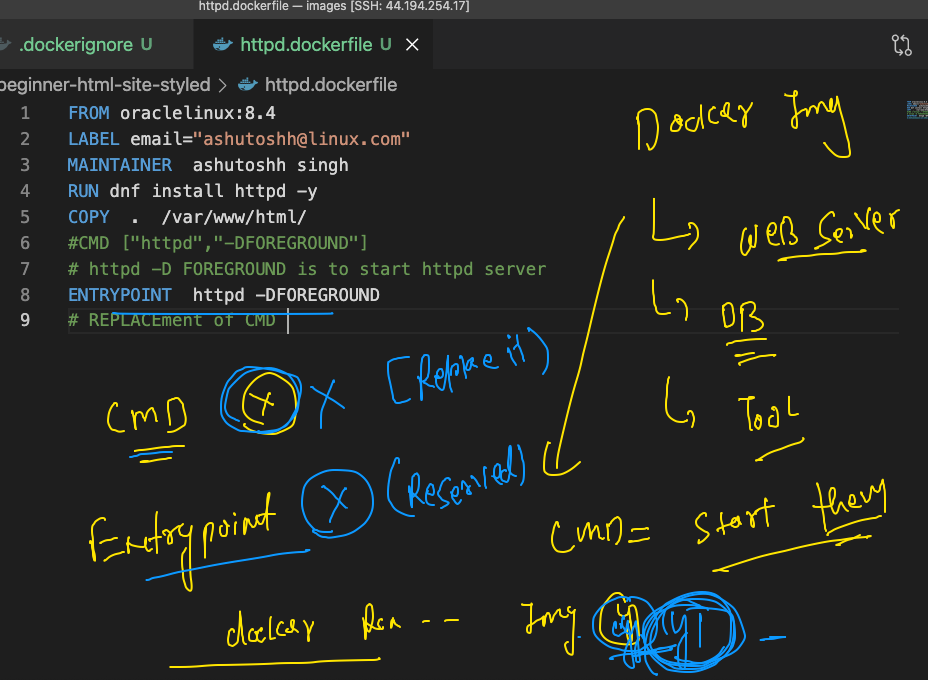 httpd.dockerfile — images [SSH: 44.194.254.17]
.dockerignore U httpd.dockerfile U
beginner-html-site-styled > httpd.dockerfile
1 FROM oraclelinux:8.4
2 LABEL email="ashutoshh@linux.com"
3 MAINTAINER ashutoshh singh
4 RUN dnf install httpd -y
5 COPY . /var/www/html/
6 #CMD ["httpd","-DFOREGROUND"]
7 # httpd -D FOREGROUND is to start httpd server
8 ENTRYPOINT httpd -DFOREGROUND
9 # REPLACEment of CMD
Docker Img
WEB Server
DB
Tool
CMD X Y [Replace it)
Entrypoint X (Reserved)
CMD = start them
docker Run -- Img y